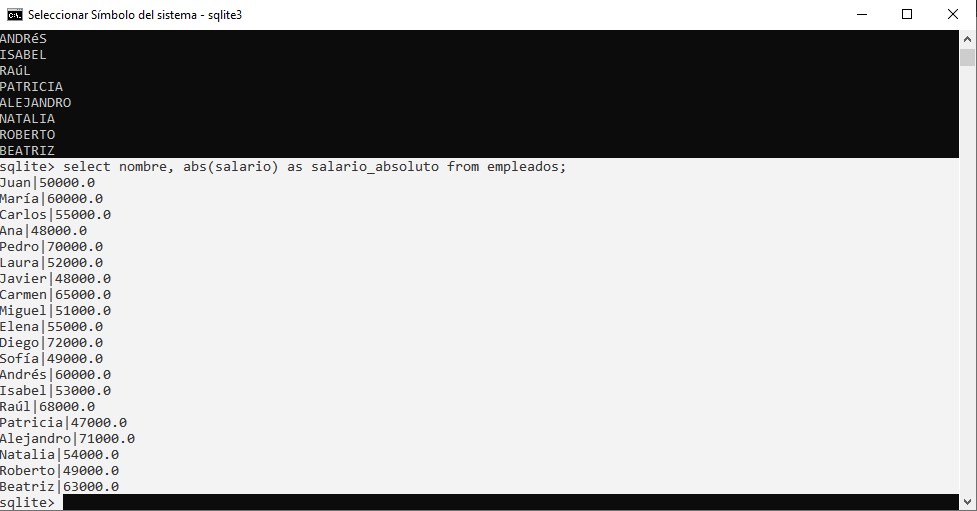 Seleccionar Símbolo del sistema - sqlite3
ANDRéS
ISABEL
RAúL
PATRICIA
ALEJANDRO
NATALIA
ROBERTO
BEATRIZ
sqlite> select nombre, abs(salario) as salario_absoluto from empleados;
Juan|50000.0
María|60000.0
Carlos|55000.0
Ana|48000.0
Pedro|70000.0
Laura|52000.0
Javier|48000.0
Carmen|65000.0
Miguel|51000.0
Elena|55000.0
Diego|72000.0
Sofía|49000.0
Andrés|60000.0
Isabel|53000.0
Raúl|68000.0
Patricia|47000.0
Alejandro|71000.0
Natalia|54000.0
Roberto|49000.0
Beatriz|63000.0
sqlite>